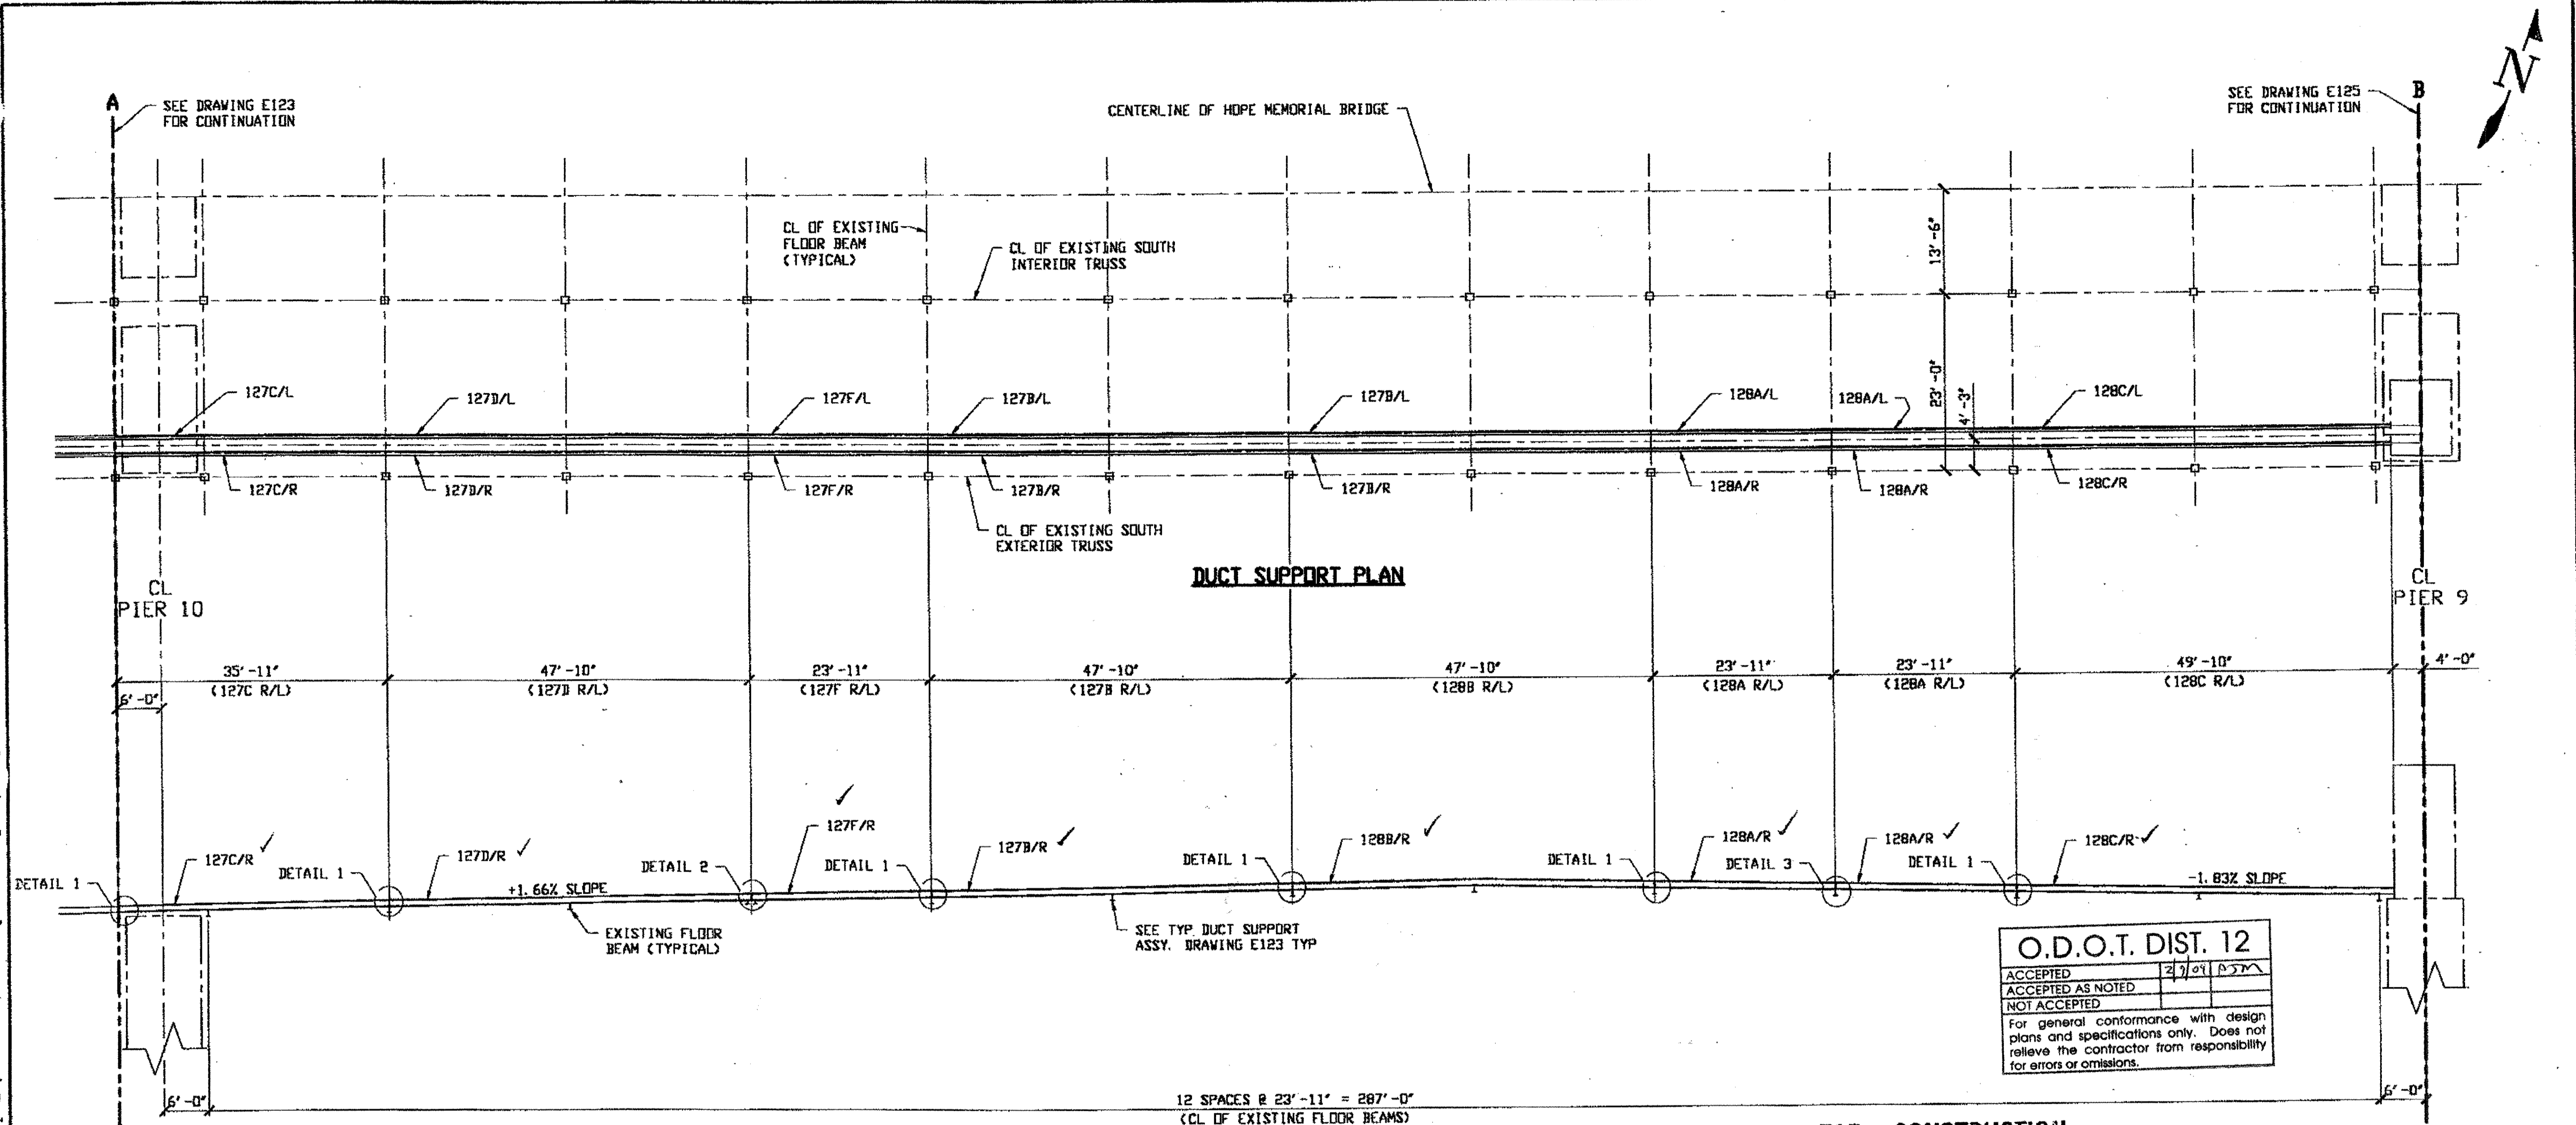 A
SEE DRAWING E123
FOR CONTINUATION
CENTERLINE OF HOPE MEMORIAL BRIDGE
SEE DRAWING E125
FOR CONTINUATION
B
N
CL OF EXISTING
FLOOR BEAM
(TYPICAL)
CL OF EXISTING SOUTH
INTERIOR TRUSS
13'-6"
23'-0"
4'-3"
127C/L
127D/L
127F/L
127B/L
127B/L
128A/L
128A/L
128C/L
127C/R
127D/R
127F/R
127B/R
127B/R
128A/R
128A/R
128C/R
CL OF EXISTING SOUTH
EXTERIOR TRUSS
DUCT SUPPORT PLAN
CL
PIER 10
CL
PIER 9
35'-11"
(127C R/L)
47'-10"
(127D R/L)
23'-11"
(127F R/L)
47'-10"
(127B R/L)
47'-10"
(128B R/L)
23'-11"
(128A R/L)
23'-11"
(128A R/L)
49'-10"
(128C R/L)
4'-0"
6'-0"
127C/R
127D/R
127F/R
127B/R
128B/R
128A/R
128A/R
128C/R
DETAIL 1
DETAIL 1
DETAIL 2
DETAIL 1
DETAIL 1
DETAIL 1
DETAIL 3
DETAIL 1
+1.66% SLOPE
-1.83% SLOPE
EXISTING FLOOR
BEAM (TYPICAL)
SEE TYP. DUCT SUPPORT
ASSY. DRAWING E123 TYP
O.D.O.T. DIST. 12
ACCEPTED
ACCEPTED AS NOTED
NOT ACCEPTED
For general conformance with design
plans and specifications only. Does not
relieve the contractor from responsibility
for errors or omissions.
6'-0"
12 SPACES @ 23'-11" = 287'-0"
(CL OF EXISTING FLOOR BEAMS)
6'-0"